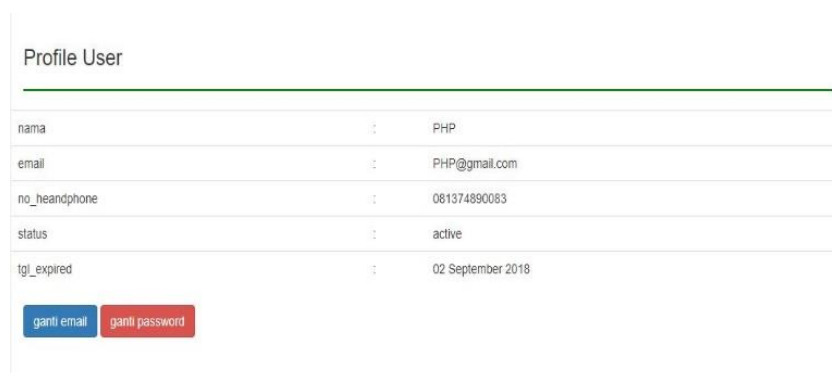 Profile User
nama : PHP
email : PHP@gmail.com
no_heandphone : 081374890083
status : active
tgl_expired : 02 September 2018
ganti email ganti password